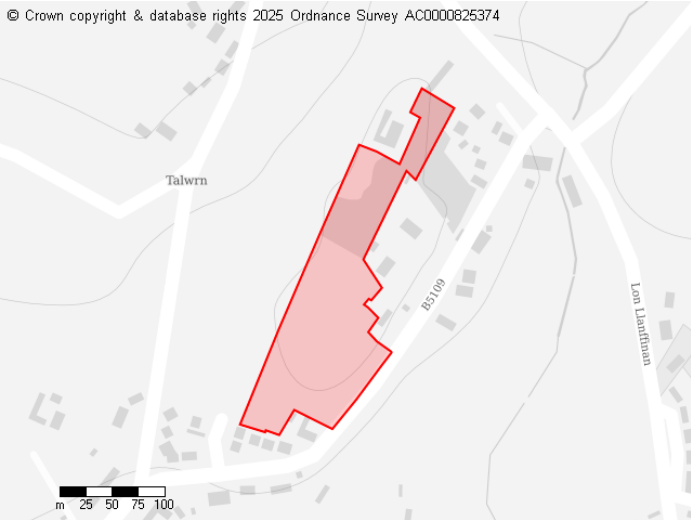 © Crown copyright & database rights 2025 Ordnance Survey AC0000825374
Talwrn
B5109
Lon Llanffinan
m 25 50 75 100